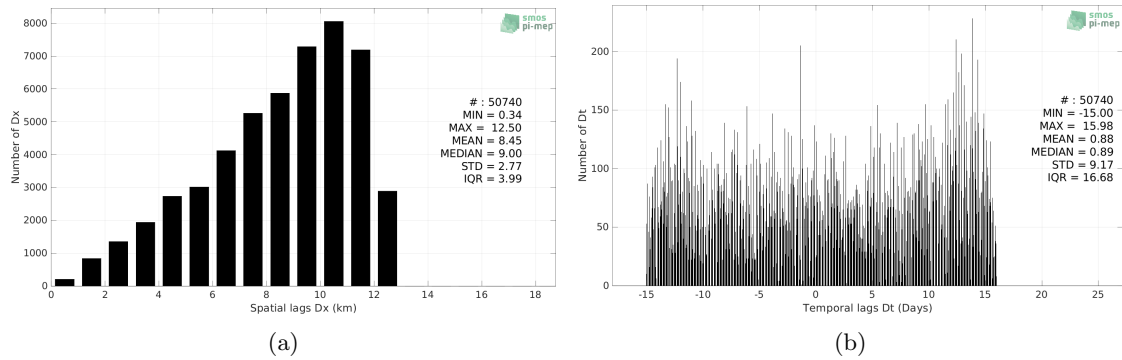 8000
7000
6000
5000
4000
3000
2000
1000
0
Number of Dx
0 2 4 6 8 10 12 14 16 18
Spatial lags Dx (km)
smos
pi-mep
# : 50740
MIN = 0.34
MAX = 12.50
MEAN = 8.45
MEDIAN = 9.00
STD = 2.77
IQR = 3.99
(a)
200
150
100
50
0
Number of Dt
-15 -10 -5 0 5 10 15 20 25
Temporal lags Dt (Days)
smos
pi-mep
# : 50740
MIN = -15.00
MAX = 15.98
MEAN = 0.88
MEDIAN = 0.89
STD = 9.17
IQR = 16.68
(b)